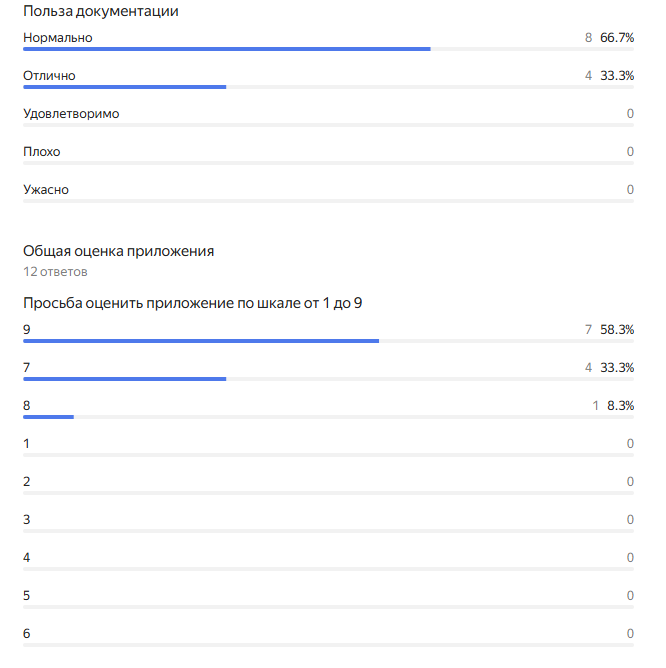 Польза документации
Нормально 8 66.7%
Отлично 4 33.3%
Удовлетворимо 0
Плохо 0
Ужасно 0
Общая оценка приложения
12 ответов
Просьба оценить приложение по шкале от 1 до 9
9 7 58.3%
7 4 33.3%
8 1 8.3%
1 0
2 0
3 0
4 0
5 0
6 0